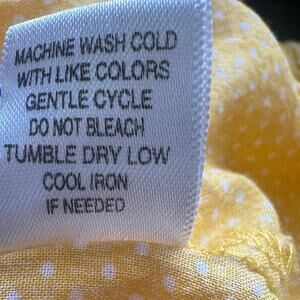 MACHINE WASH COLD
WITH LIKE COLORS
GENTLE CYCLE
DO NOT BLEACH
TUMBLE DRY LOW
COOL IRON
IF NEEDED